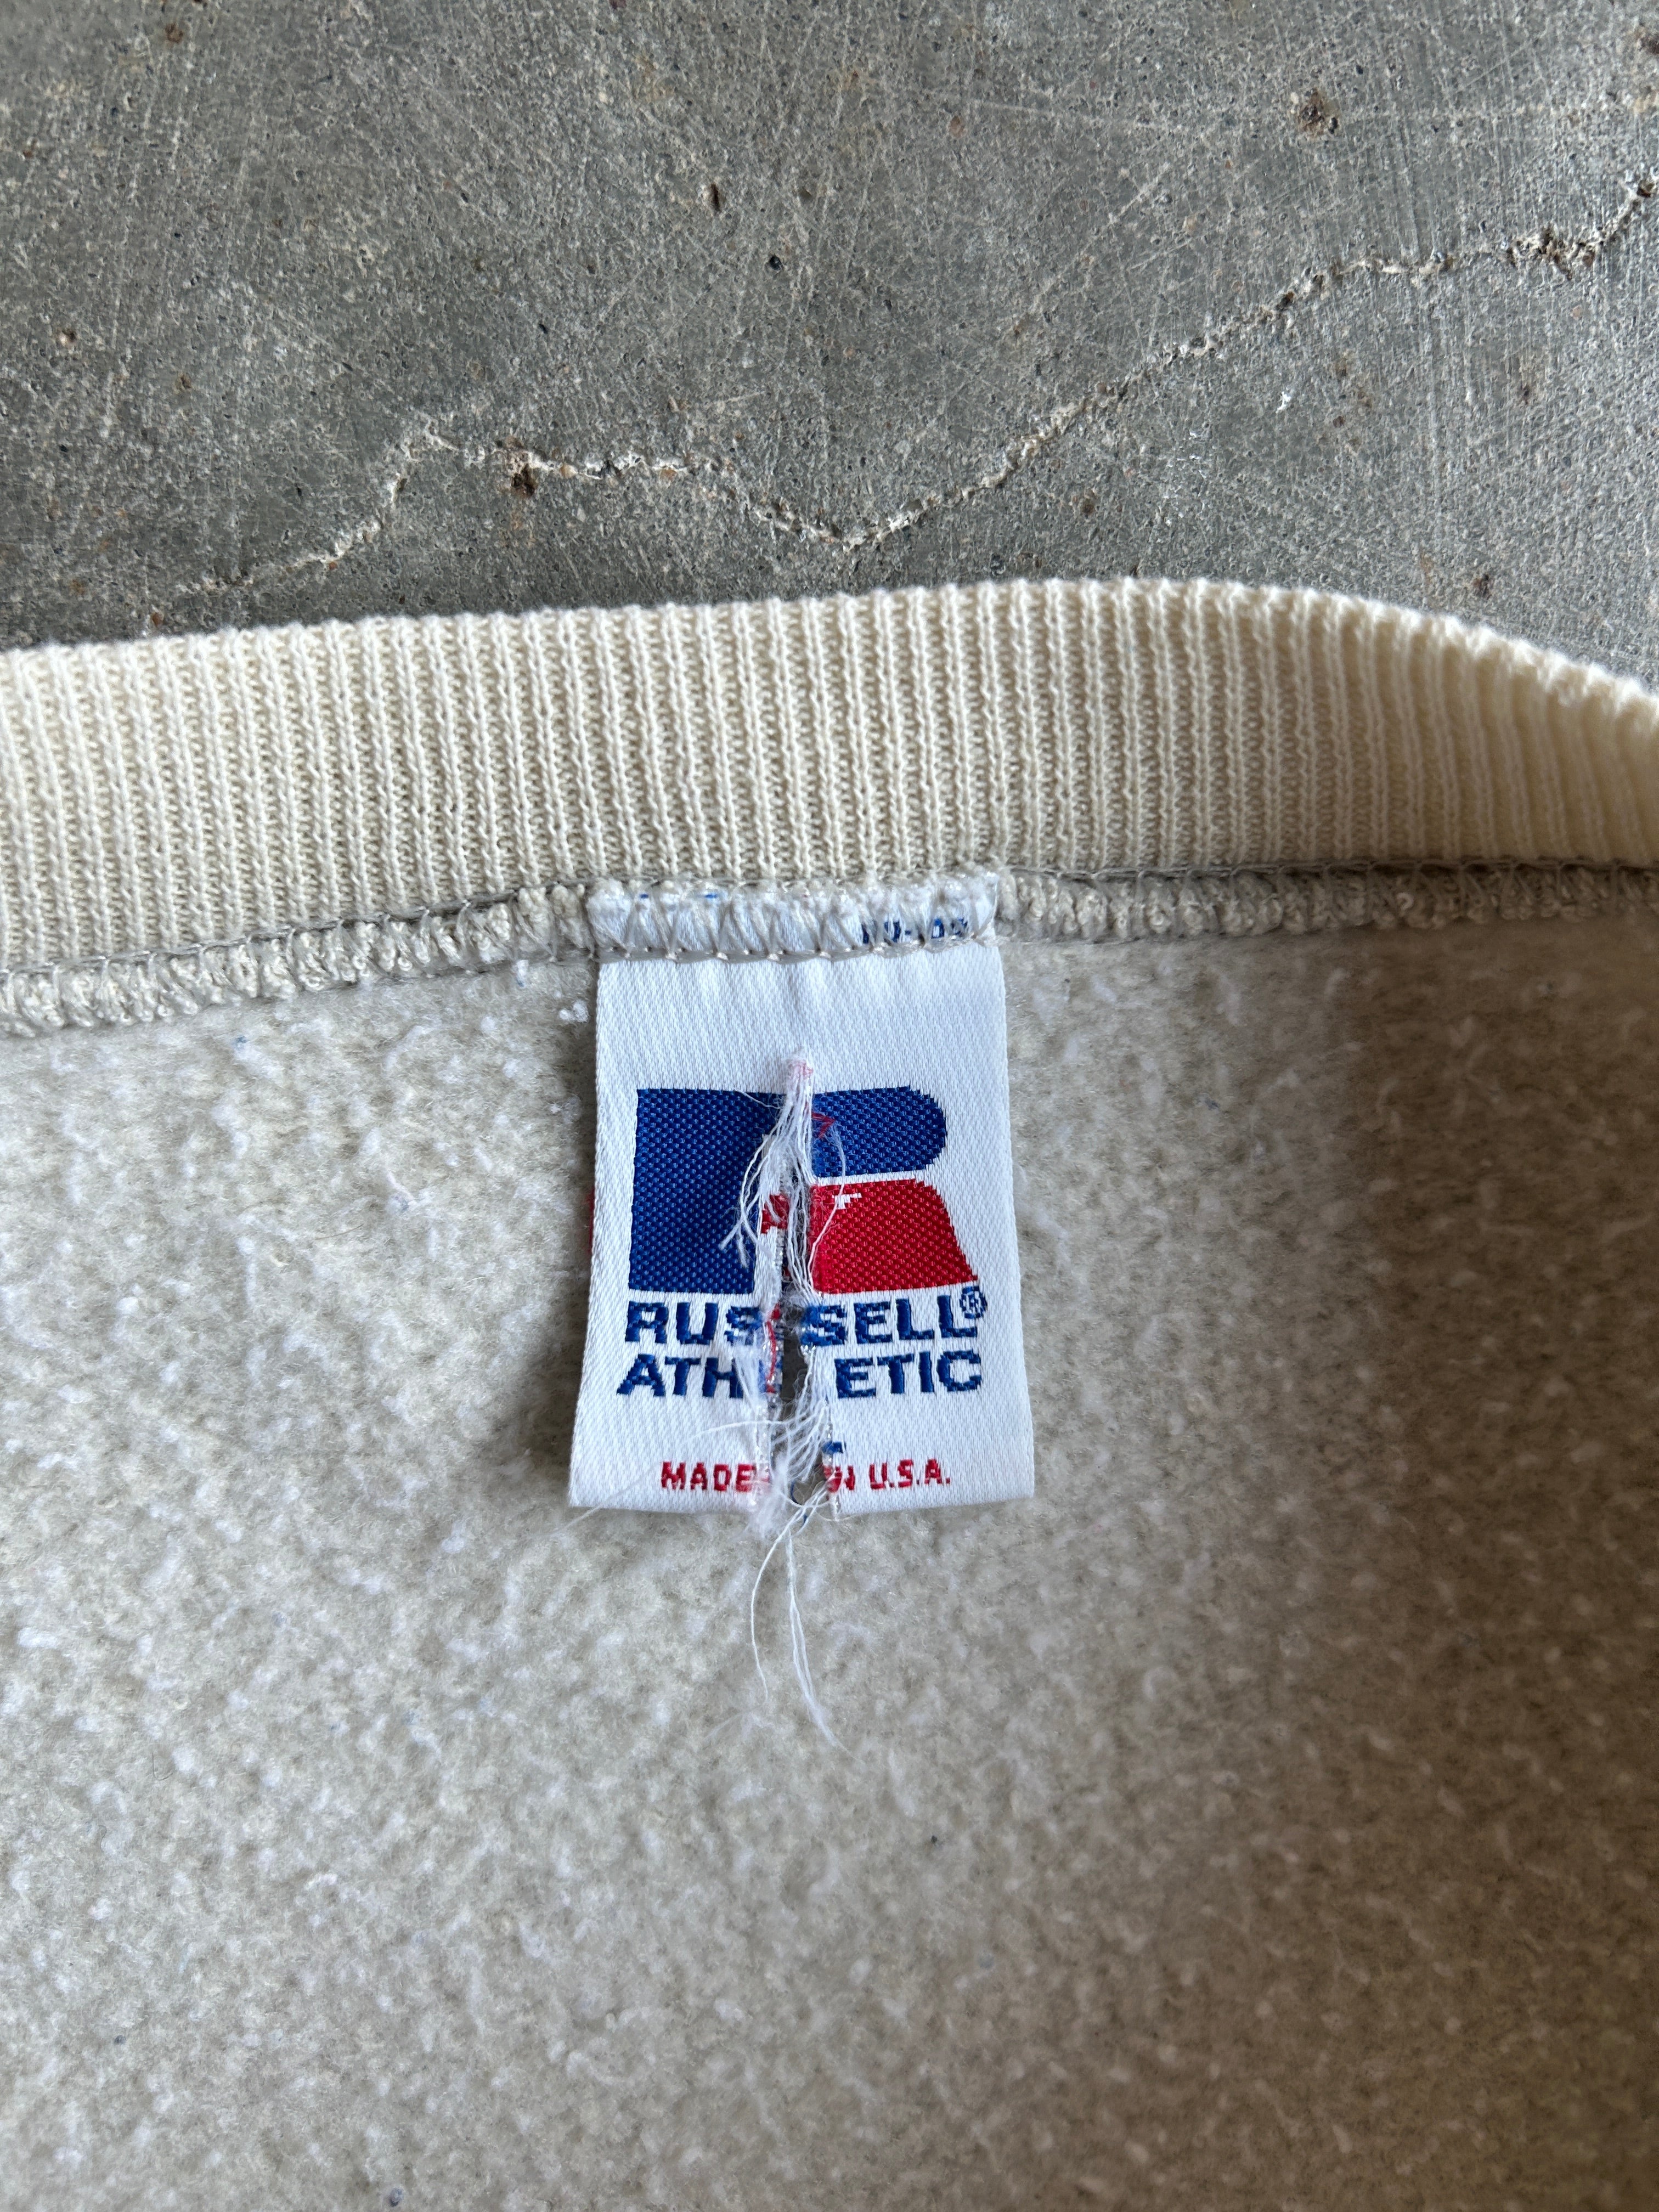 RUSSELL®
ATHLETIC
MADE IN U.S.A.